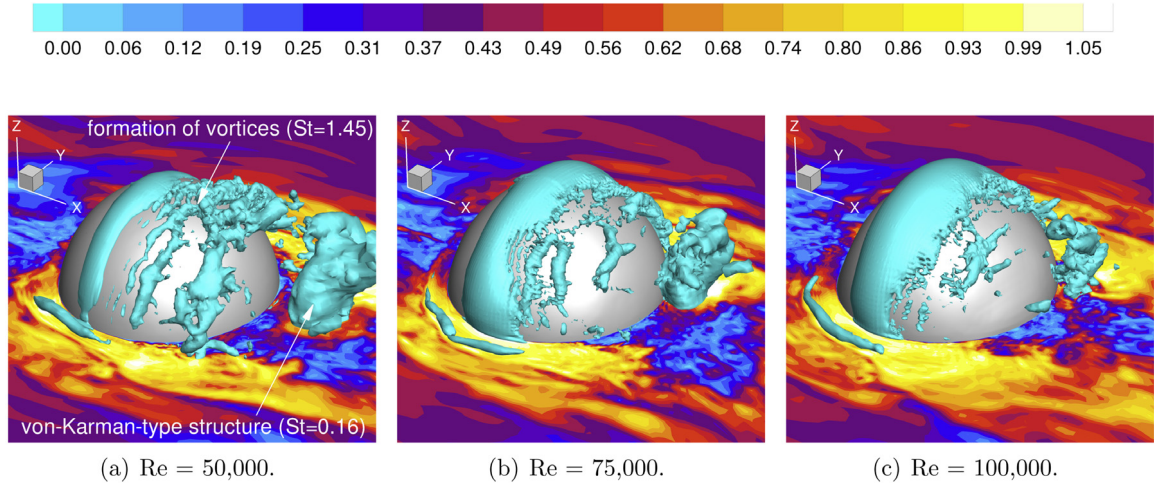 0.00 0.06 0.12 0.19 0.25 0.31 0.37 0.43 0.49 0.56 0.62 0.68 0.74 0.80 0.86 0.93 0.99 1.05
Z
Y
X
formation of vortices (St=1.45)
von-Karman-type structure (St=0.16)
Z
Y
X
Z
Y
X
(a) Re = 50,000.
(b) Re = 75,000.
(c) Re = 100,000.